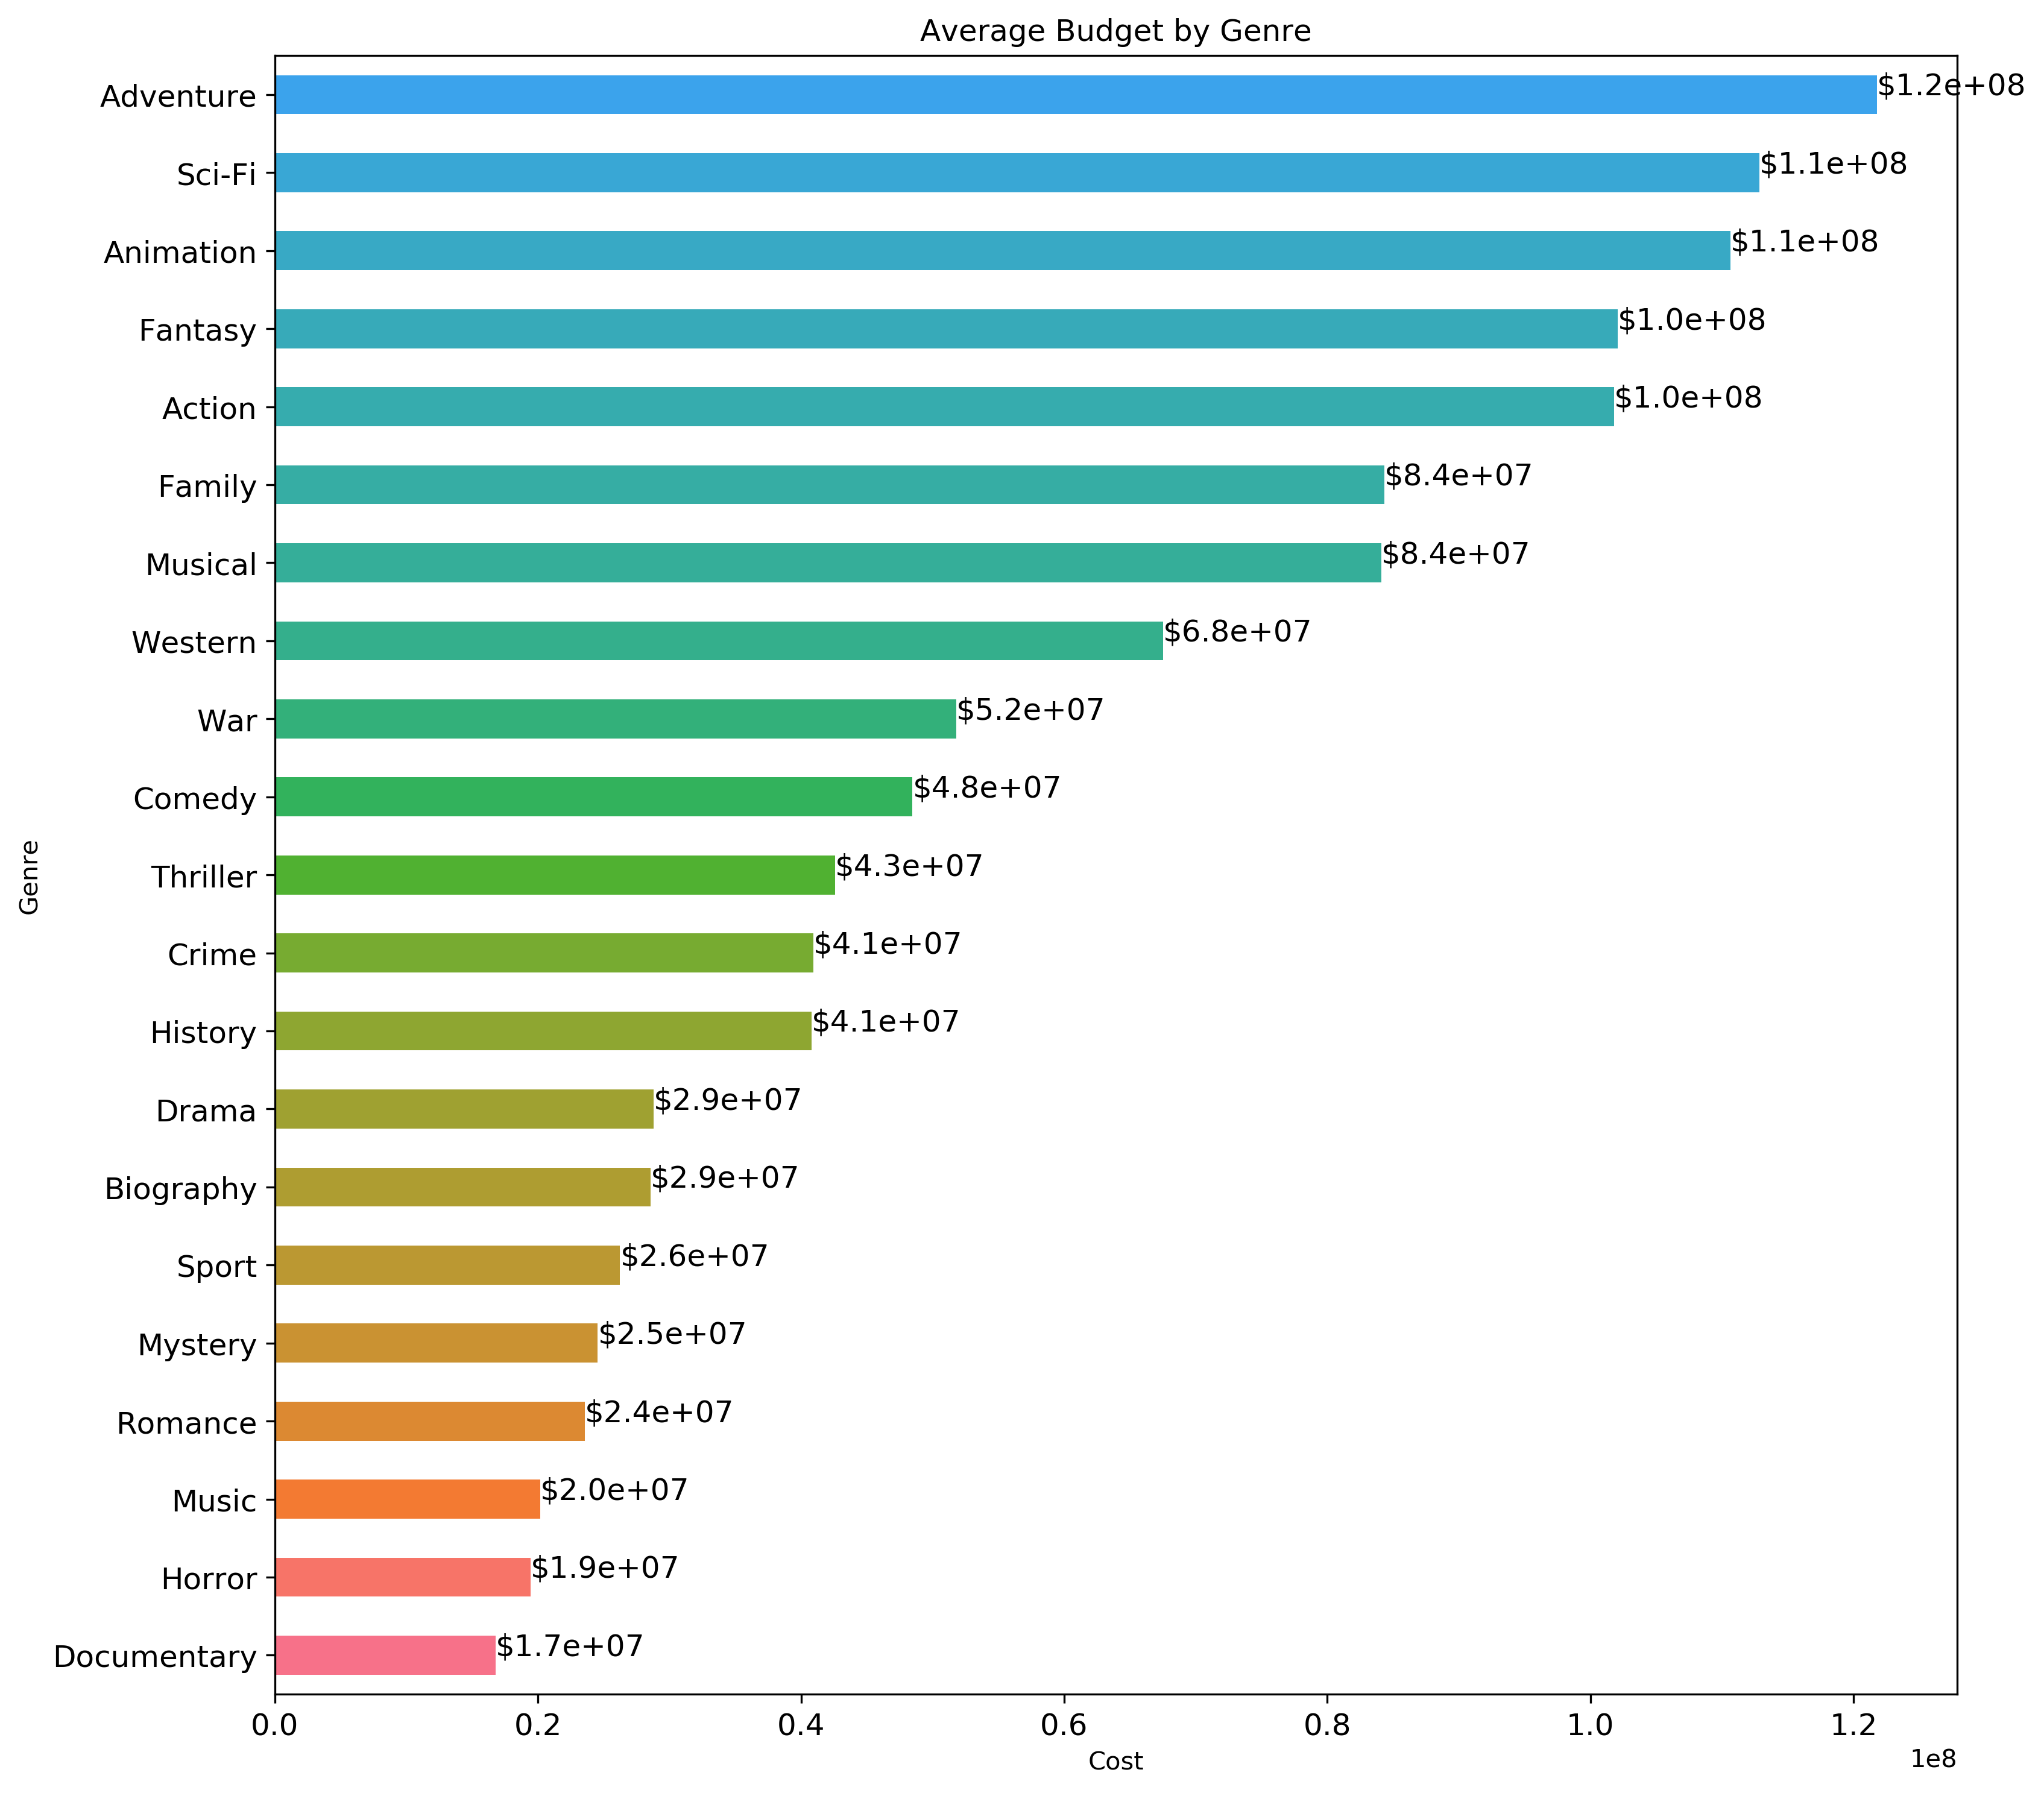 Average Budget by Genre
Adventure $1.2e+08
Sci-Fi $1.1e+08
Animation $1.1e+08
Fantasy $1.0e+08
Action $1.0e+08
Family $8.4e+07
Musical $8.4e+07
Western $6.8e+07
War $5.2e+07
Comedy $4.8e+07
Thriller $4.3e+07
Genre
Crime $4.1e+07
History $4.1e+07
Drama $2.9e+07
Biography $2.9e+07
Sport $2.6e+07
Mystery $2.5e+07
Romance $2.4e+07
Music $2.0e+07
Horror $1.9e+07
Documentary $1.7e+07
0.0 0.2 0.4 0.6 0.8 1.0 1.2
Cost
1e8